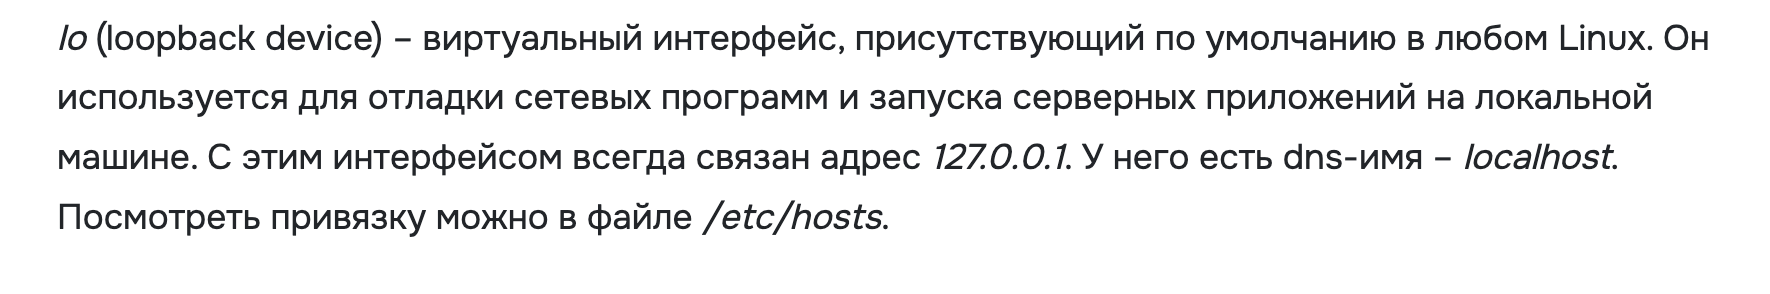 lo (loopback device) – виртуальный интерфейс, присутствующий по умолчанию в любом Linux. Он
используется для отладки сетевых программ и запуска серверных приложений на локальной
машине. С этим интерфейсом всегда связан адрес 127.0.0.1. У него есть dns-имя – localhost.
Посмотреть привязку можно в файле /etc/hosts.